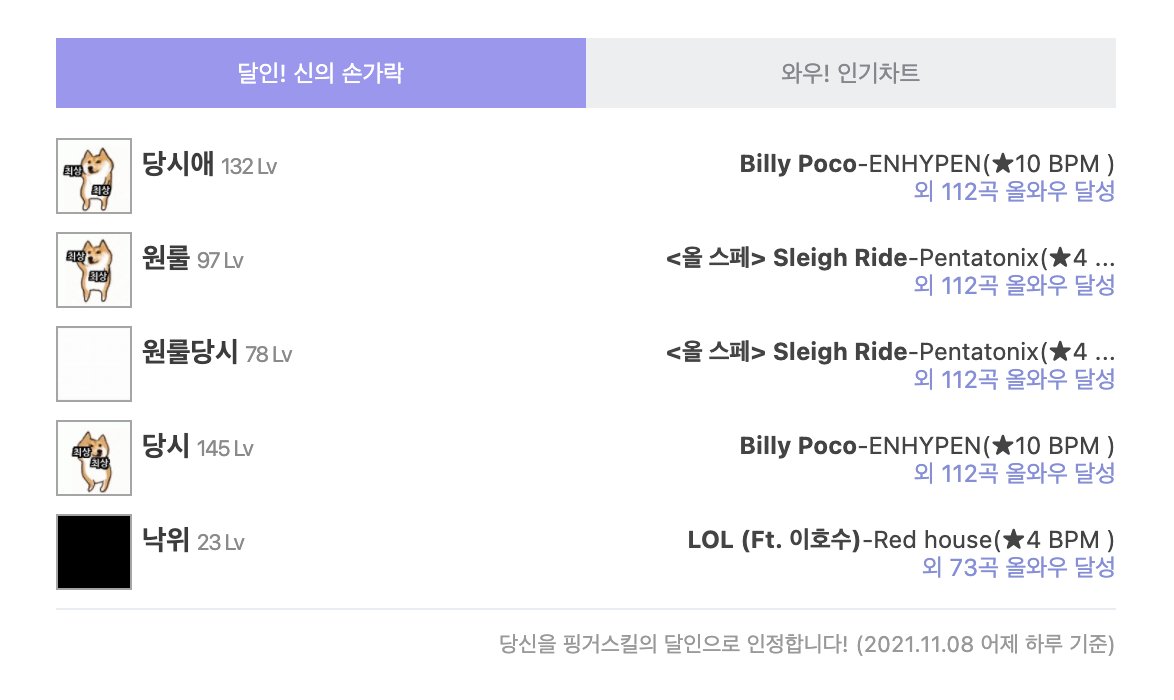 달인! 신의 손가락
와우! 인기차트
최상
최상
당시애 132 Lv
Billy Poco-ENHYPEN(★10 BPM )
외 112곡 올와우 달성
최상
최상
원룰 97 Lv
<올 스페> Sleigh Ride-Pentatonix(★4 ...
외 112곡 올와우 달성
원룰당시 78 Lv
<올 스페> Sleigh Ride-Pentatonix(★4 ...
외 112곡 올와우 달성
최상
최상
당시 145 Lv
Billy Poco-ENHYPEN(★10 BPM )
외 112곡 올와우 달성
낙위 23 Lv
LOL (Ft. 이호수)-Red house(★4 BPM )
외 73곡 올와우 달성
당신을 핑거스킬의 달인으로 인정합니다! (2021.11.08 어제 하루 기준)